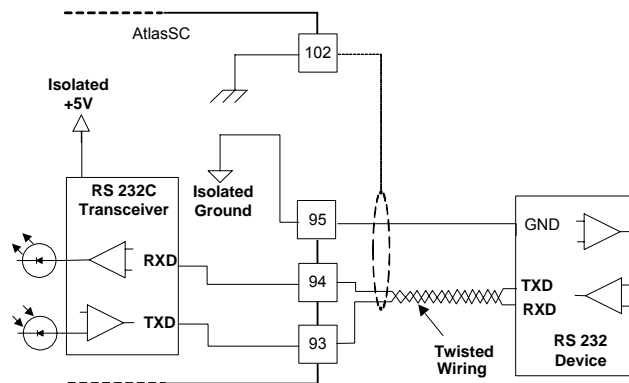 AtlasSC
102
Isolated
+5V
RS 232C
Transceiver
Isolated
Ground
95
GND
RXD
94
TXD
RXD
TXD
93
Twisted
Wiring
RS 232
Device